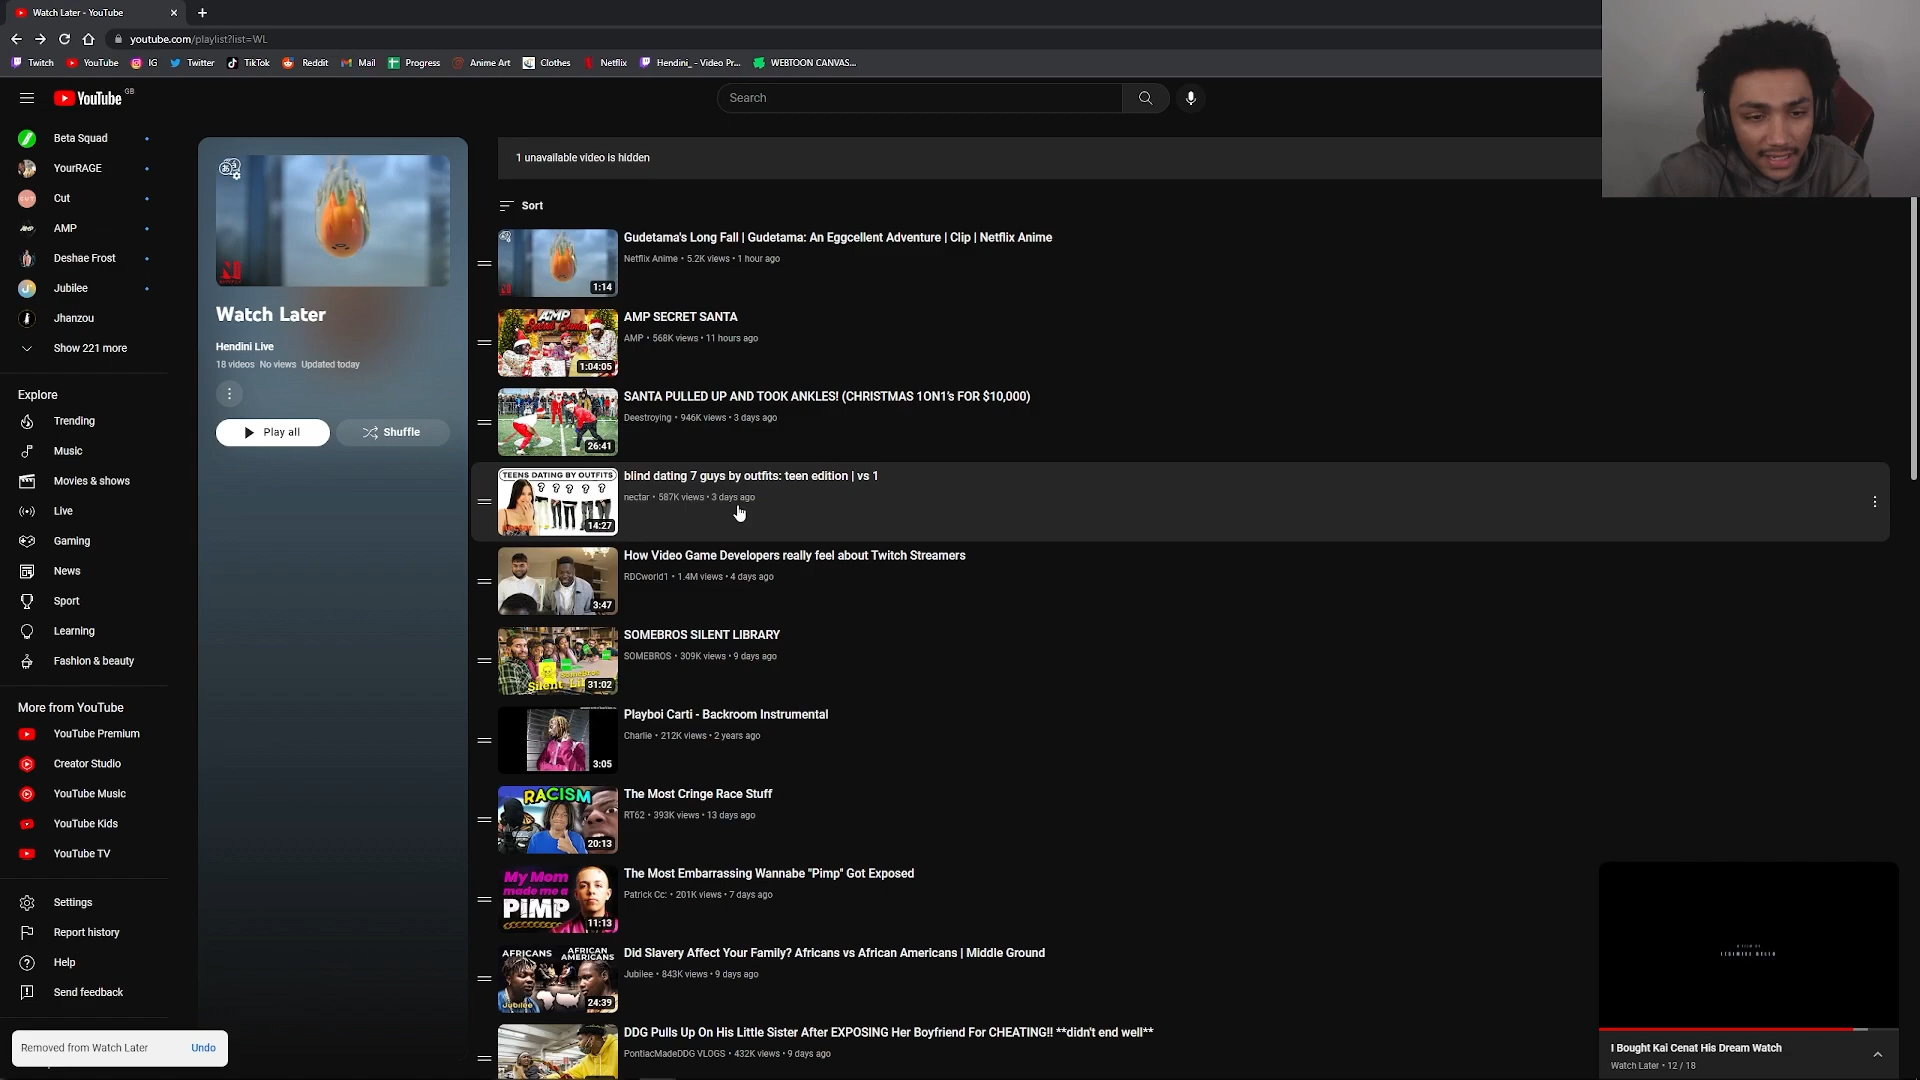 Watch Later - YouTube
youtube.com/playlist?list=WL
Twitch YouTube IG Twitter TikTok Reddit Mail Progress Anime Art Clothes Netflix Hendini_ - Video Pr... WEBTOON CANVAS...
YouTube GB
Search
Beta Squad
YourRAGE
Cut
AMP
Deshae Frost
Jubilee
Jhanzou
Show 221 more
Explore
Trending
Music
Movies & shows
Live
Gaming
News
Sport
Learning
Fashion & beauty
More from YouTube
YouTube Premium
Creator Studio
YouTube Music
YouTube Kids
YouTube TV
Settings
Report history
Help
Send feedback
Removed from Watch Later Undo
Watch Later
Hendini Live
18 videos No views Updated today
Play all Shuffle
1 unavailable video is hidden
Sort
Gudetama's Long Fall | Gudetama: An Eggcellent Adventure | Clip | Netflix Anime
Netflix Anime • 5.2K views • 1 hour ago
1:14
AMP SECRET SANTA
AMP • 568K views • 11 hours ago
AMP
Secret Santa
1:04:05
SANTA PULLED UP AND TOOK ANKLES! (CHRISTMAS 1ON1's FOR $10,000)
Deestroying • 946K views • 3 days ago
26:41
blind dating 7 guys by outfits: teen edition | vs 1
nectar • 587K views • 3 days ago
TEENS DATING BY OUTFITS
? ? ? ? ?
14:27
How Video Game Developers really feel about Twitch Streamers
RDCworld1 • 1.4M views • 4 days ago
3:47
SOMEBROS SILENT LIBRARY
SOMEBROS • 309K views • 9 days ago
SomeBros
31:02
Playboi Carti - Backroom Instrumental
Charlie • 212K views • 2 years ago
3:05
The Most Cringe Race Stuff
RT62 • 393K views • 13 days ago
RACISM
20:13
The Most Embarrassing Wannabe "Pimp" Got Exposed
Patrick Cc: • 201K views • 7 days ago
My Mom
made me a
PIMP
11:13
Did Slavery Affect Your Family? Africans vs African Americans | Middle Ground
Jubilee • 843K views • 9 days ago
AFRICANS
AFRICAN
AMERICANS
Jubilee
24:39
DDG Pulls Up On His Little Sister After EXPOSING Her Boyfriend For CHEATING!! **didn't end well**
PontiacMadeDDG VLOGS • 432K views • 9 days ago
I Bought Kai Cenat His Dream Watch
Watch Later • 12 / 18